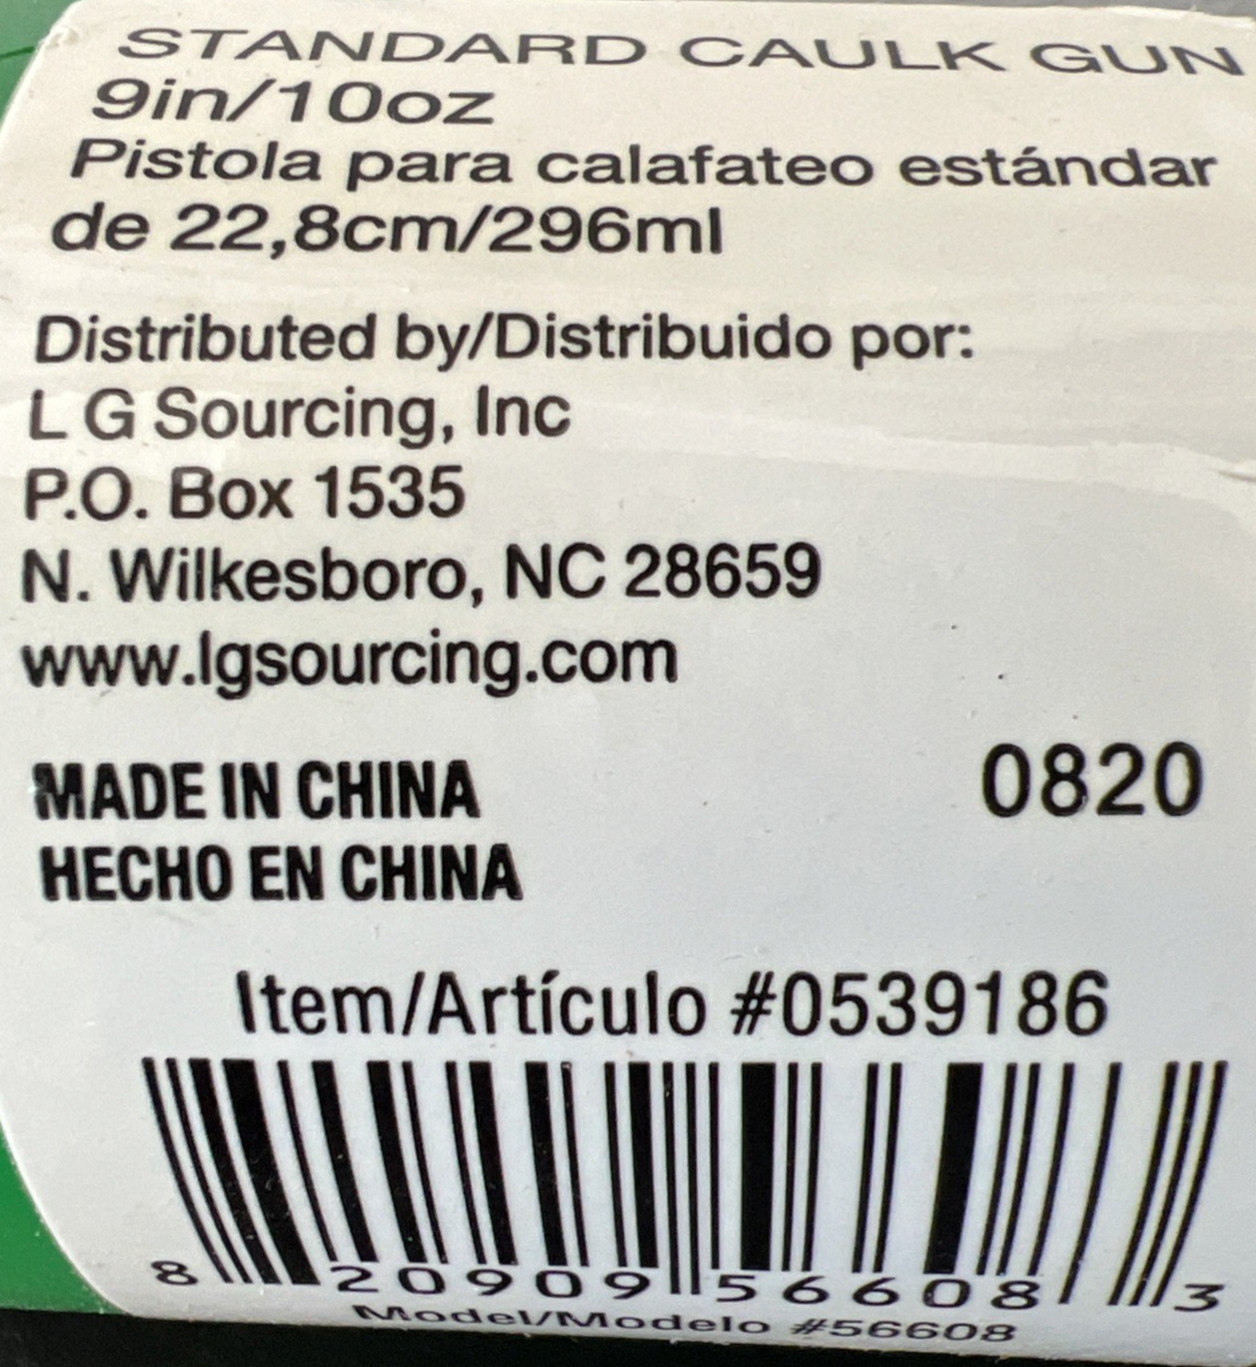 STANDARD CAULK GUN
9in/10oz
Pistola para calafateo estándar
de 22,8cm/296ml
Distributed by/Distribuido por:
L G Sourcing, Inc
P.O. Box 1535
N. Wilkesboro, NC 28659
www.lgsourcing.com
MADE IN CHINA
0820
HECHO EN CHINA
Item/Artículo #0539186
8 20909 56608 3
Model/Modelo #56608